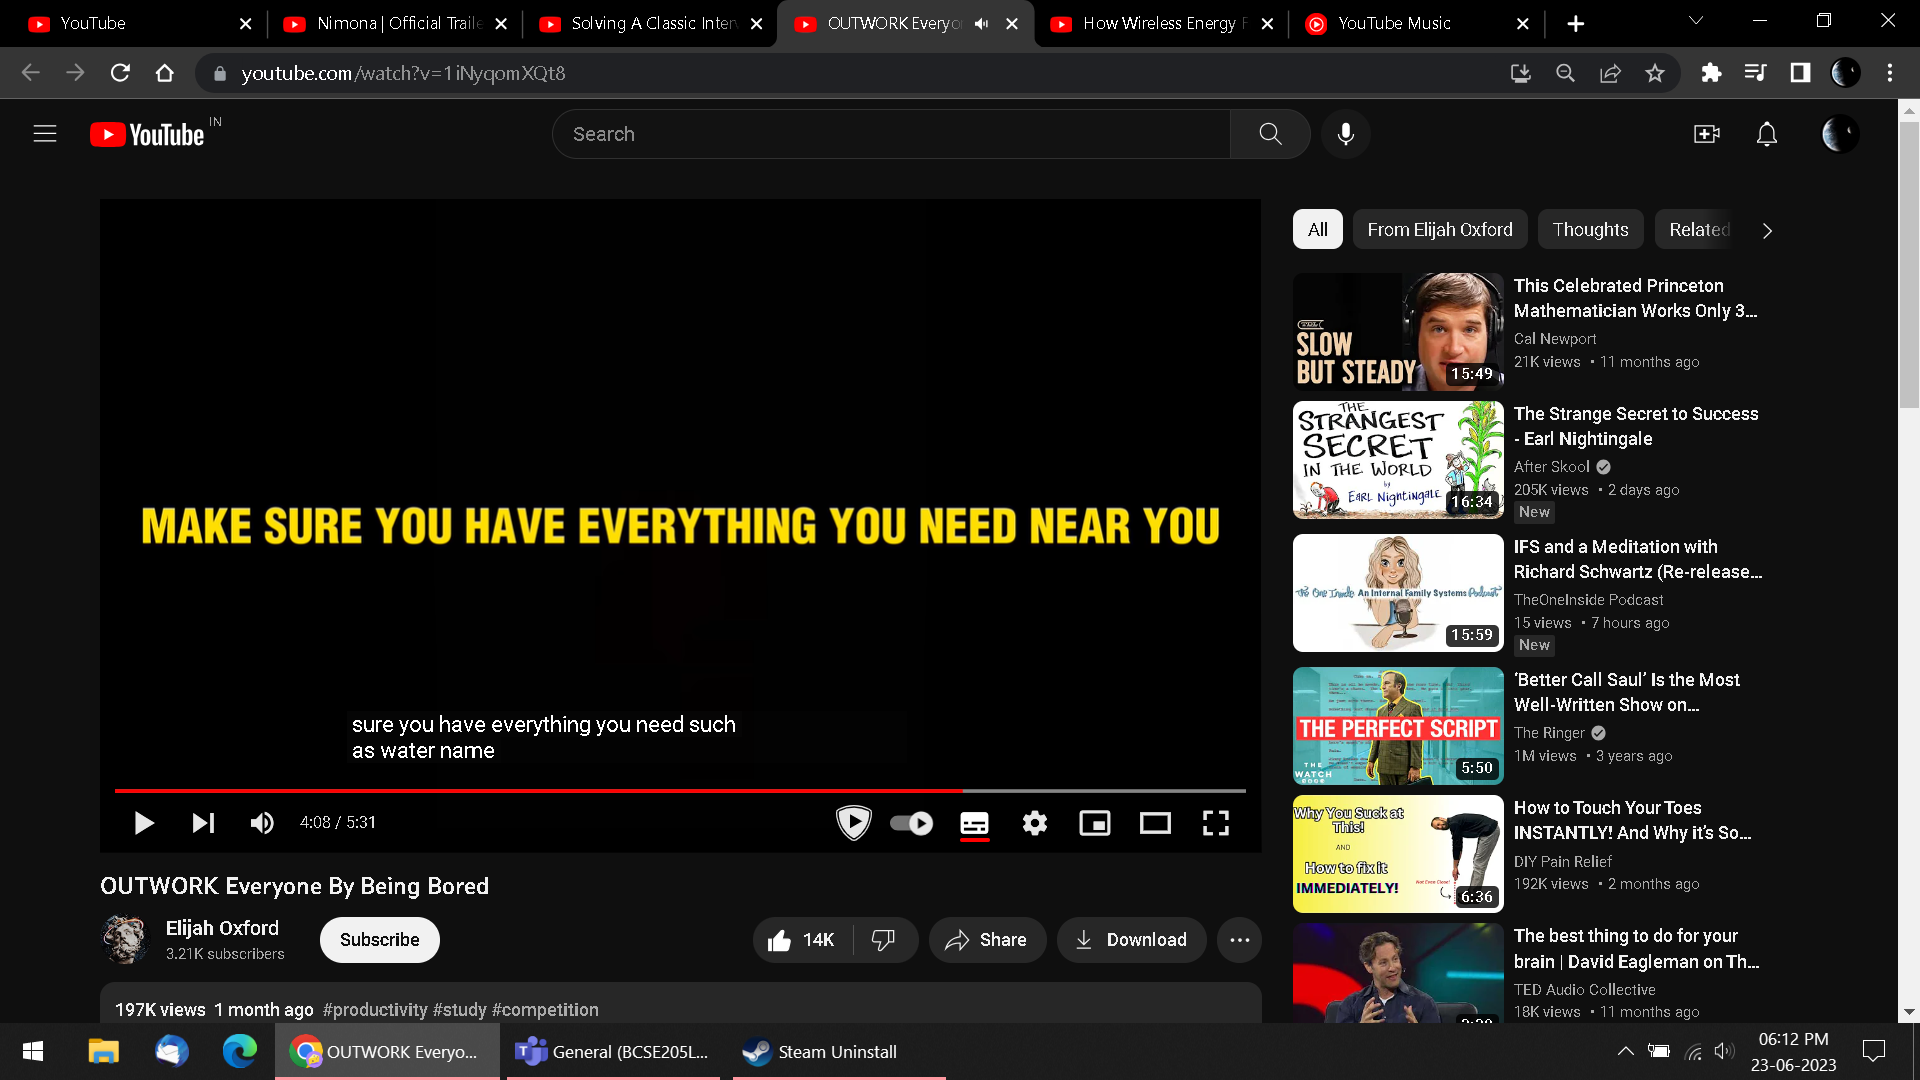 YouTube
Nimona | Official Traile
Solving A Classic Inter
OUTWORK Everyo
How Wireless Energy F
YouTube Music
youtube.com/watch?v=1iNyqomXQt8
YouTube IN
Search
MAKE SURE YOU HAVE EVERYTHING YOU NEED NEAR YOU
sure you have everything you need such
as water name
4:08 / 5:31
OUTWORK Everyone By Being Bored
Elijah Oxford
3.21K subscribers
Subscribe
14K
Share
Download
197K views 1 month ago #productivity #study #competition
All
From Elijah Oxford
Thoughts
Related
SLOW
BUT STEADY
15:49
This Celebrated Princeton
Mathematician Works Only 3...
Cal Newport
21K views • 11 months ago
THE
STRANGEST
SECRET
IN THE WORLD
by
EARL NIGHTINGALE
16:34
The Strange Secret to Success
- Earl Nightingale
After Skool
205K views • 2 days ago
New
The One Inside An Internal Family Systems Podcast
15:59
IFS and a Meditation with
Richard Schwartz (Re-release...
TheOneInside Podcast
15 views • 7 hours ago
New
THE PERFECT SCRIPT
THE
WATCH
5:50
‘Better Call Saul’ Is the Most
Well-Written Show on...
The Ringer
1M views • 3 years ago
Why You Suck at
This!
AND
How to fix it
IMMEDIATELY!
Not Even Close!
6:36
How to Touch Your Toes
INSTANTLY! And Why it's So...
DIY Pain Relief
192K views • 2 months ago
The best thing to do for your
brain | David Eagleman on Th...
TED Audio Collective
18K views • 11 months ago
OUTWORK Everyo...
General (BCSE205L...
Steam Uninstall
06:12 PM
23-06-2023